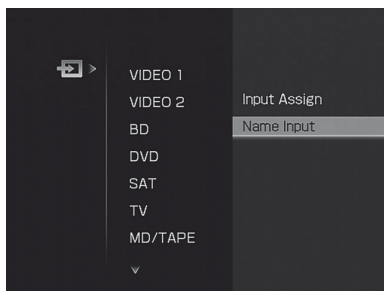 VIDEO 1
VIDEO 2
BD
DVD
SAT
TV
MD/TAPE
Input Assign
Name Input